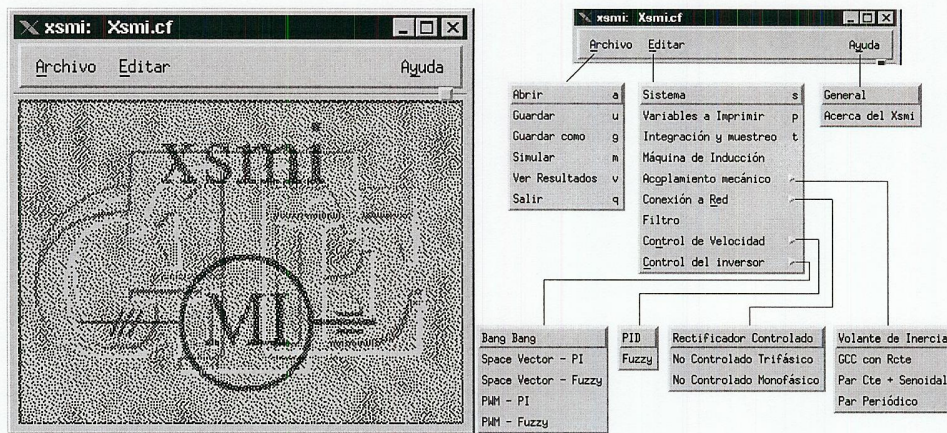 xsmi: Xsmi.cf
Archivo Editar Ayuda
xsmi
MI
xsmi: Xsmi.cf
Archivo Editar Ayuda
Abrir a
Guardar u
Guardar como g
Simular m
Ver Resultados v
Salir q
Sistema s
Variables a Imprimir p
Integración y muestreo t
Máquina de Inducción
Acoplamiento mecánico
Conexión a Red
Filtro
Control de Velocidad
Control del inversor
General
Acerca del Xsmi
Bang Bang
Space Vector - PI
Space Vector - Fuzzy
PWM - PI
PWM - Fuzzy
PID
Fuzzy
Rectificador Controlado
No Controlado Trifásico
No Controlado Monofásico
Volante de Inercia
GCC con Rcte
Par Cte + Senoidal
Par Periódico